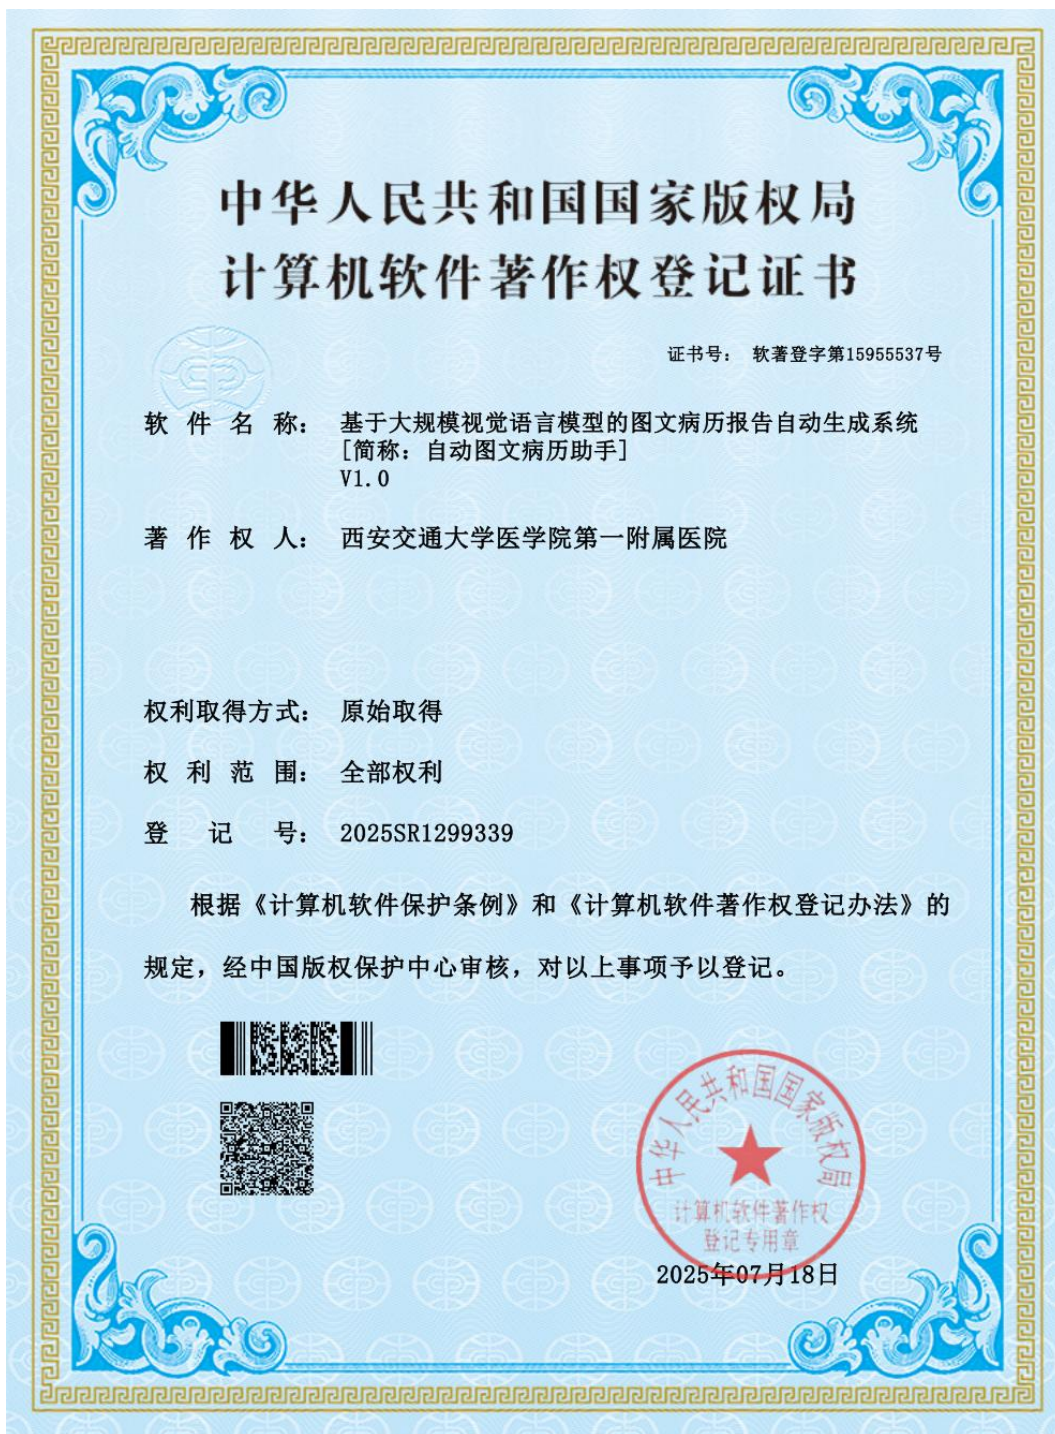 中华人民共和国国家版权局
计算机软件著作权登记证书
证书号： 软著登字第15955537号
软件名称： 基于大规模视觉语言模型的图文病历报告自动生成系统
[简称：自动图文病历助手]
V1.0
著作权人： 西安交通大学医学院第一附属医院
权利取得方式： 原始取得
权利范围： 全部权利
登记号： 2025SR1299339
根据《计算机软件保护条例》和《计算机软件著作权登记办法》的
规定，经中国版权保护中心审核，对以上事项予以登记。
中华人民共和国国家版权局
计算机软件著作权
登记专用章
2025年07月18日